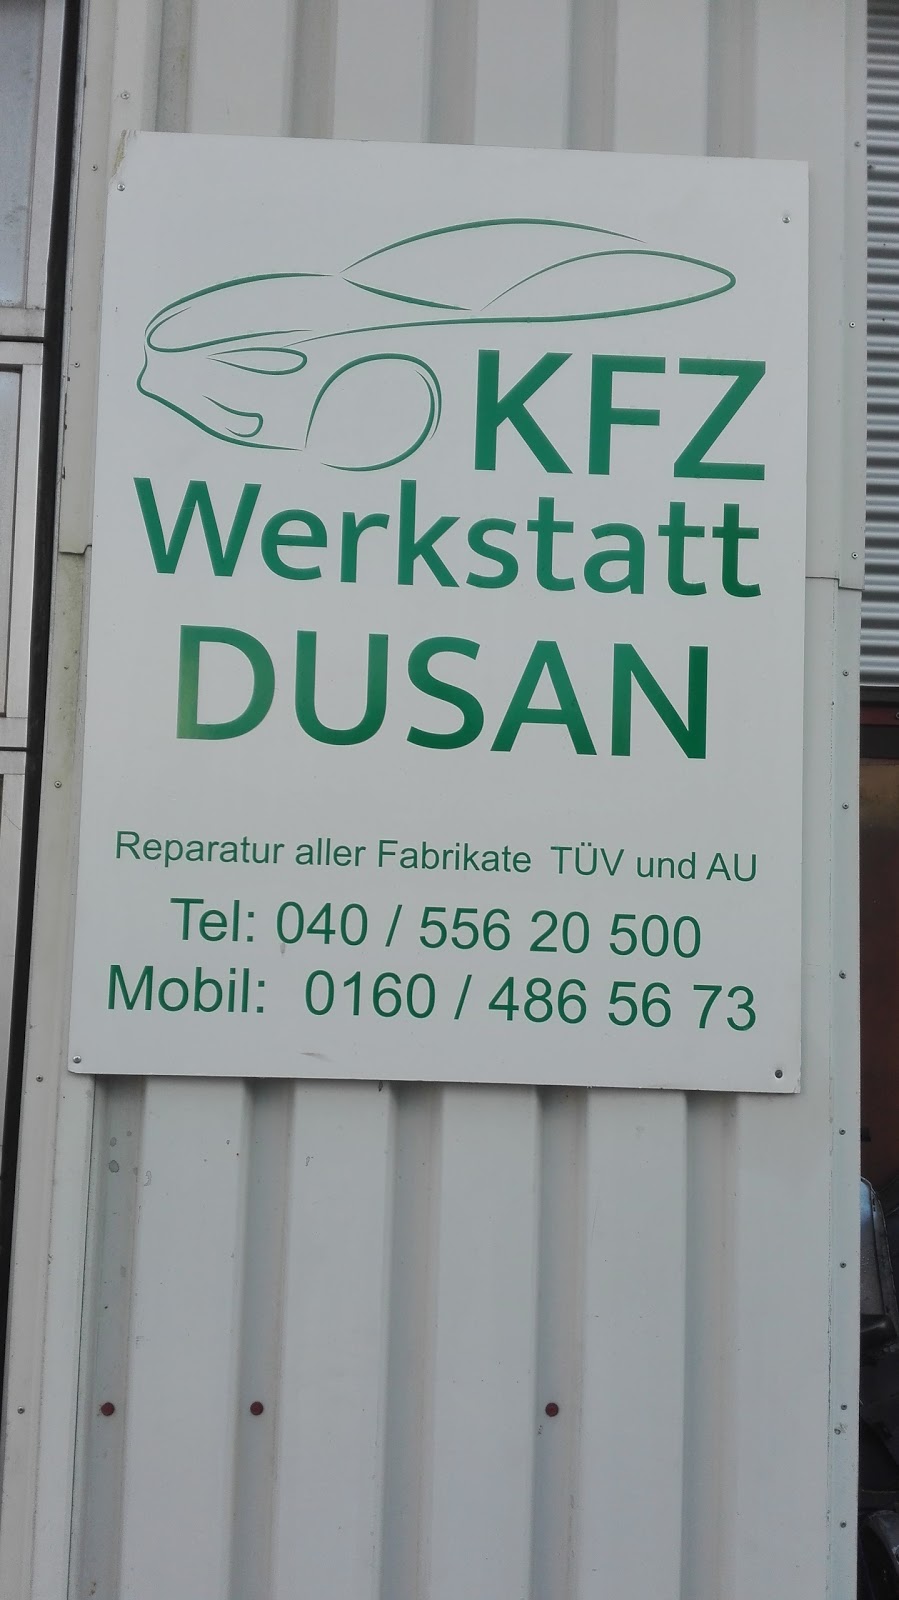 KFZ
Werkstatt
DUSAN
Reparatur aller Fabrikate TÜV und AU
Tel: 040 / 556 20 500
Mobil: 0160 / 486 56 73